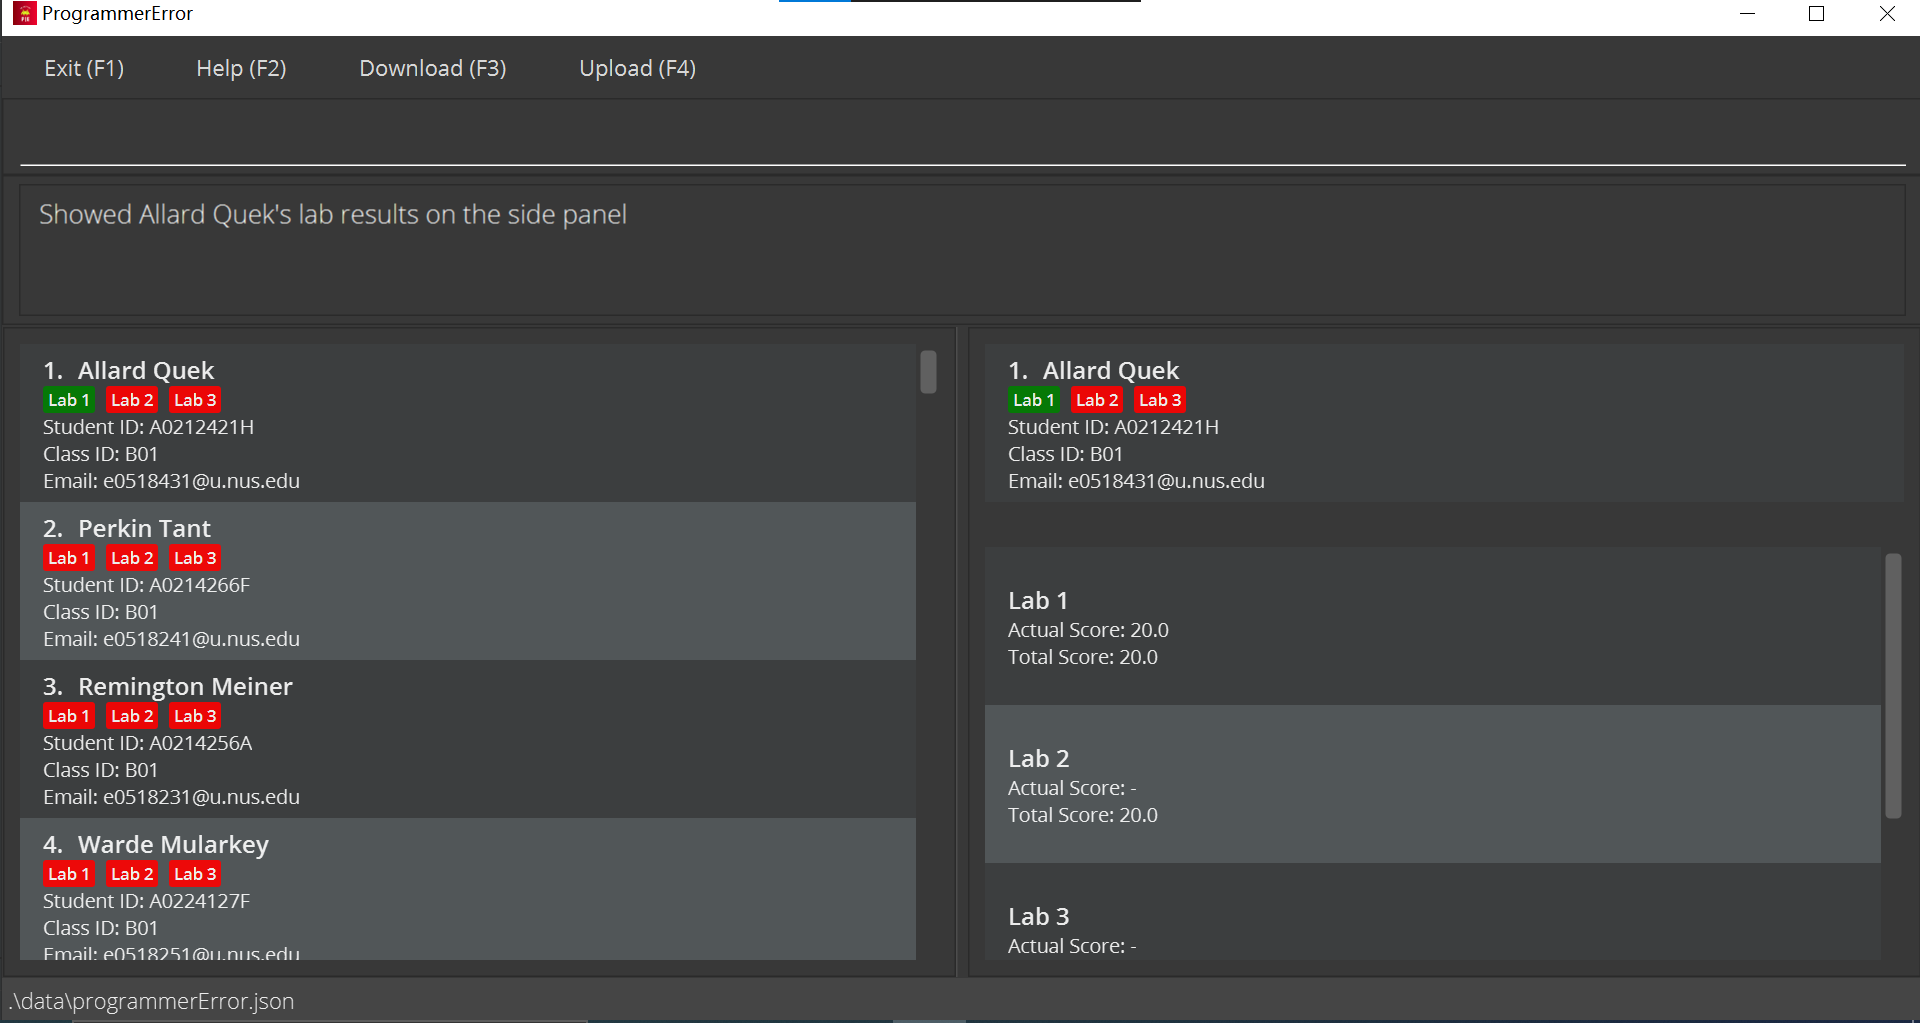 ProgrammerError
Exit (F1) Help (F2) Download (F3) Upload (F4)
Showed Allard Quek's lab results on the side panel
1. Allard Quek
Lab 1 Lab 2 Lab 3
Student ID: A0212421H
Class ID: B01
Email: e0518431@u.nus.edu
2. Perkin Tant
Lab 1 Lab 2 Lab 3
Student ID: A0214266F
Class ID: B01
Email: e0518241@u.nus.edu
3. Remington Meiner
Lab 1 Lab 2 Lab 3
Student ID: A0214256A
Class ID: B01
Email: e0518231@u.nus.edu
4. Warde Mularkey
Lab 1 Lab 2 Lab 3
Student ID: A0224127F
Class ID: B01
Email: e0518251@u.nus.edu
1. Allard Quek
Lab 1 Lab 2 Lab 3
Student ID: A0212421H
Class ID: B01
Email: e0518431@u.nus.edu
Lab 1
Actual Score: 20.0
Total Score: 20.0
Lab 2
Actual Score: -
Total Score: 20.0
Lab 3
Actual Score: -
.\data\programmerError.json